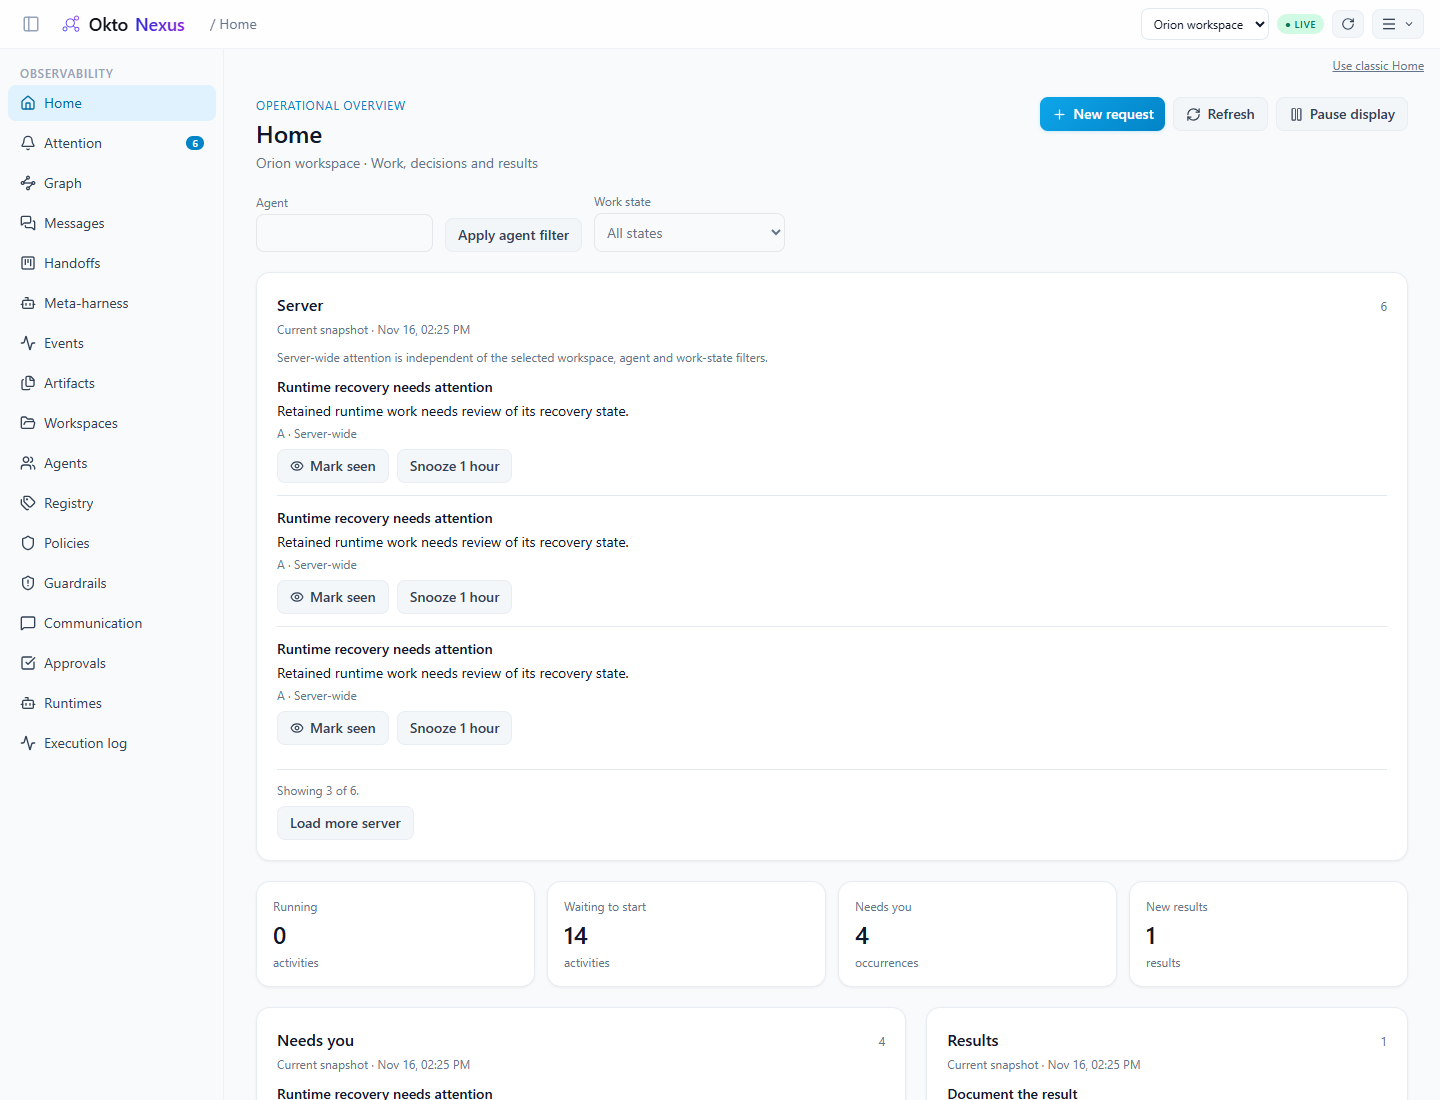 Okto Nexus
/ Home
Orion workspace
LIVE
Use classic Home
OBSERVABILITY
Home
Attention
6
Graph
Messages
Handoffs
Meta-harness
Events
Artifacts
Workspaces
Agents
Registry
Policies
Guardrails
Communication
Approvals
Runtimes
Execution log
OPERATIONAL OVERVIEW
Home
Orion workspace · Work, decisions and results
New request
Refresh
Pause display
Agent
Apply agent filter
Work state
All states
Server
6
Current snapshot · Nov 16, 02:25 PM
Server-wide attention is independent of the selected workspace, agent and work-state filters.
Runtime recovery needs attention
Retained runtime work needs review of its recovery state.
A · Server-wide
Mark seen
Snooze 1 hour
Runtime recovery needs attention
Retained runtime work needs review of its recovery state.
A · Server-wide
Mark seen
Snooze 1 hour
Runtime recovery needs attention
Retained runtime work needs review of its recovery state.
A · Server-wide
Mark seen
Snooze 1 hour
Showing 3 of 6.
Load more server
Running
0
activities
Waiting to start
14
activities
Needs you
4
occurrences
New results
1
results
Needs you
4
Current snapshot · Nov 16, 02:25 PM
Runtime recovery needs attention
Results
1
Current snapshot · Nov 16, 02:25 PM
Document the result